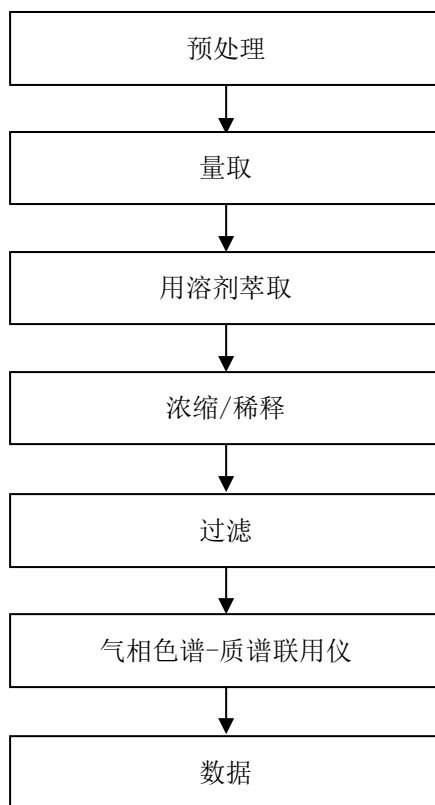 预处理
量取
用溶剂萃取
浓缩/稀释
过滤
气相色谱-质谱联用仪
数据